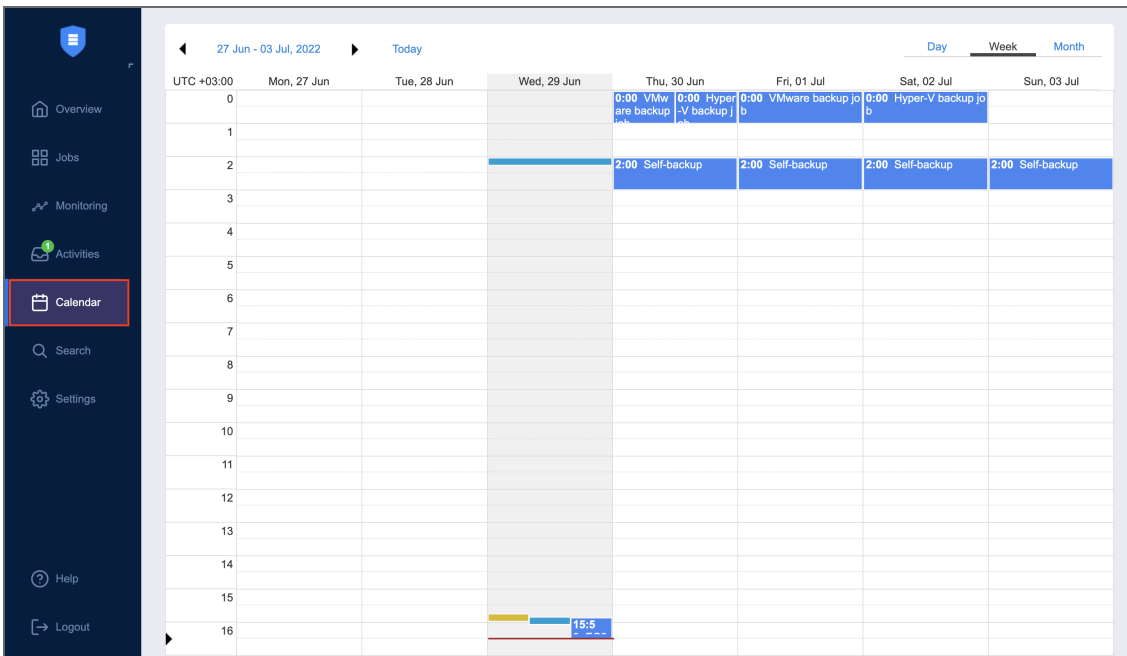 27 Jun - 03 Jul, 2022 Today Day Week Month
UTC +03:00 Mon, 27 Jun Tue, 28 Jun Wed, 29 Jun Thu, 30 Jun Fri, 01 Jul Sat, 02 Jul Sun, 03 Jul
Overview
Jobs
Monitoring
1
Activities
Calendar
Search
Settings
Help
Logout
0
0:00 VMw
are backup
job
0:00 Hyper
-V backup j
ob
0:00 VMware backup jo
b
0:00 Hyper-V backup jo
b
1
2
2:00 Self-backup
2:00 Self-backup
2:00 Self-backup
2:00 Self-backup
3
4
5
6
7
8
9
10
11
12
13
14
15
15:5
16